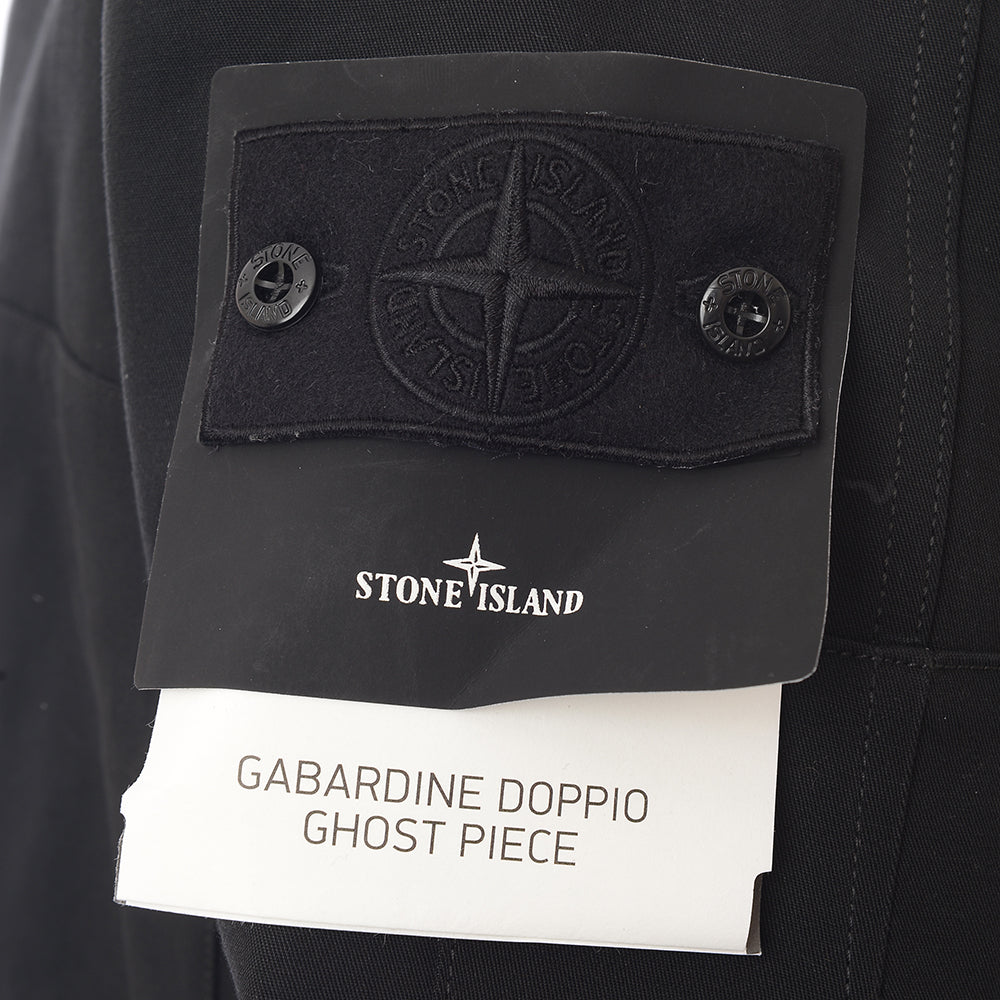 STONE ISLAND
STONE ISLAND
STONE
ISLAND
STONE
ISLAND
STONE ISLAND
GABARDINE DOPPIO
GHOST PIECE